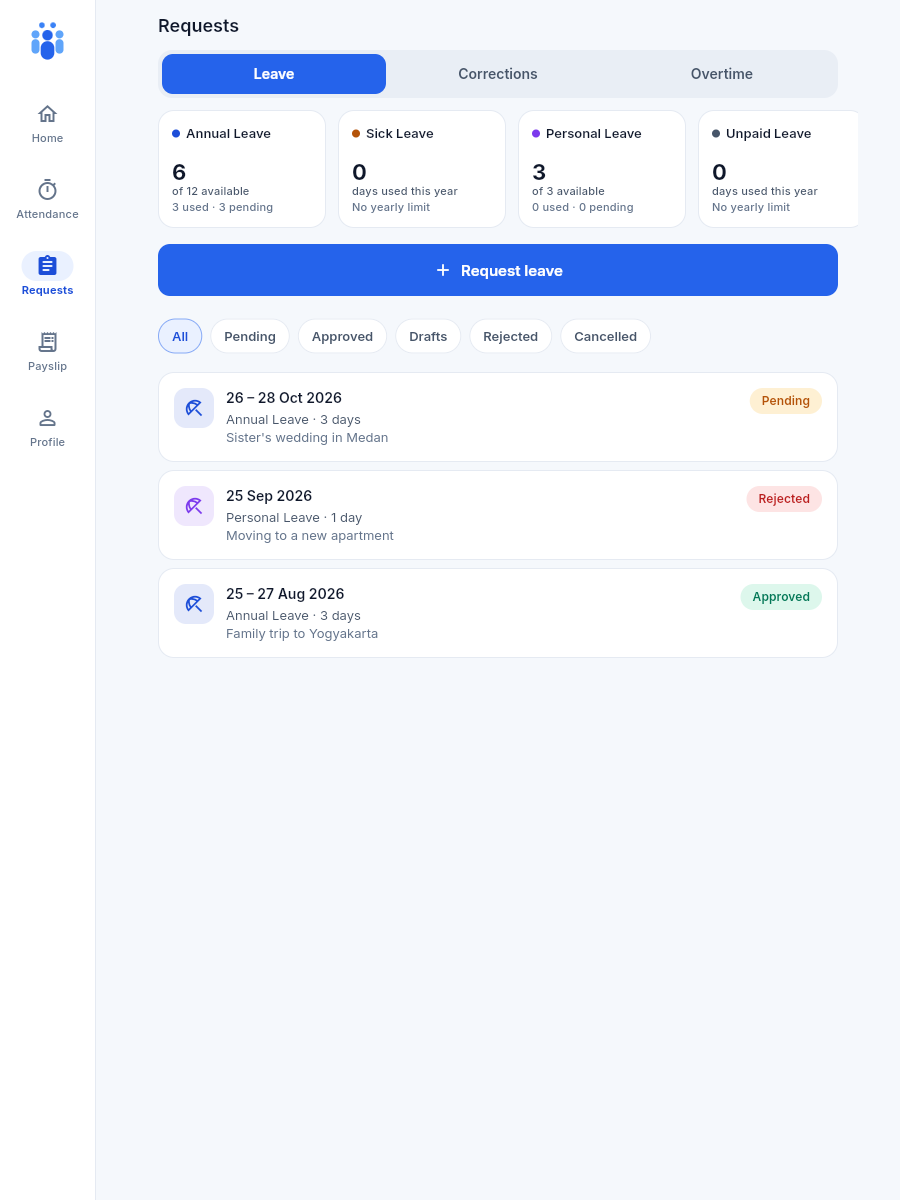 Requests
Leave
Corrections
Overtime
Home
Attendance
Requests
Payslip
Profile
Annual Leave
6
of 12 available
3 used · 3 pending
Sick Leave
0
days used this year
No yearly limit
Personal Leave
3
of 3 available
0 used · 0 pending
Unpaid Leave
0
days used this year
No yearly limit
+ Request leave
All
Pending
Approved
Drafts
Rejected
Cancelled
26 – 28 Oct 2026
Pending
Annual Leave · 3 days
Sister's wedding in Medan
25 Sep 2026
Rejected
Personal Leave · 1 day
Moving to a new apartment
25 – 27 Aug 2026
Approved
Annual Leave · 3 days
Family trip to Yogyakarta